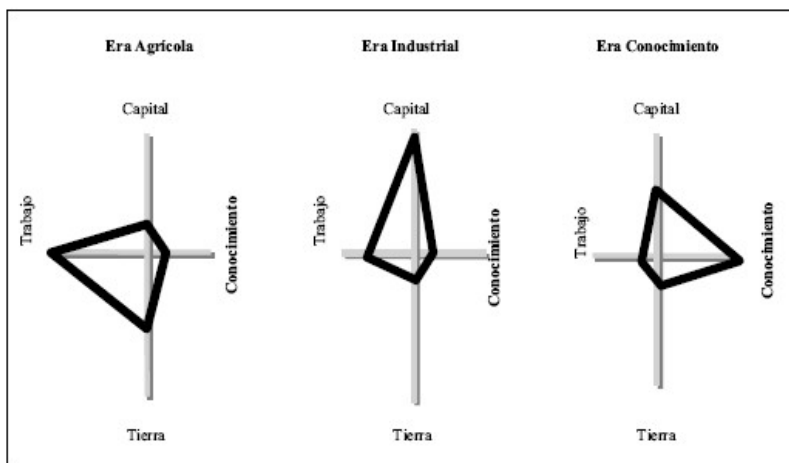 Era Agrícola
Capital
Trabajo
Conocimiento
Tierra
Era Industrial
Capital
Trabajo
Conocimiento
Tierra
Era Conocimiento
Capital
Trabajo
Conocimiento
Tierra